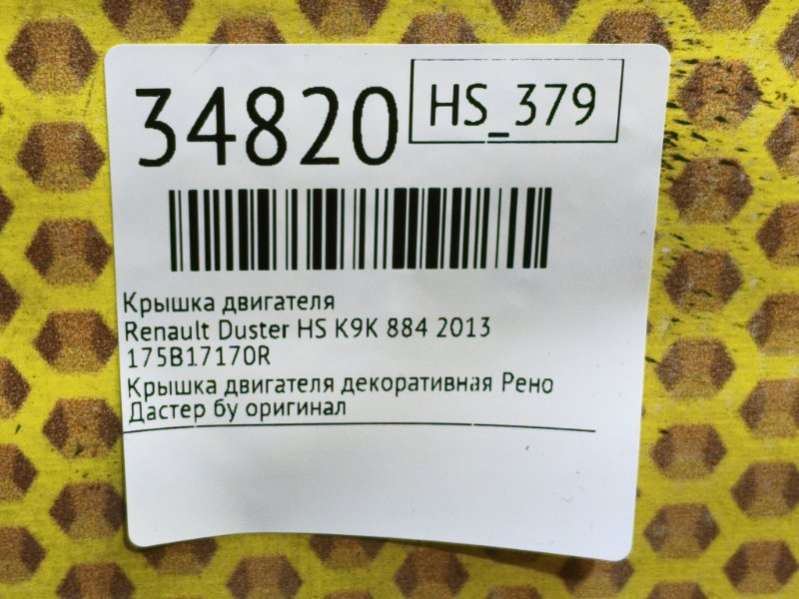 34820
HS_379
Крышка двигателя
Renault Duster HS K9K 884 2013
175B17170R
Крышка двигателя декоративная Рено
Дастер бу оригинал